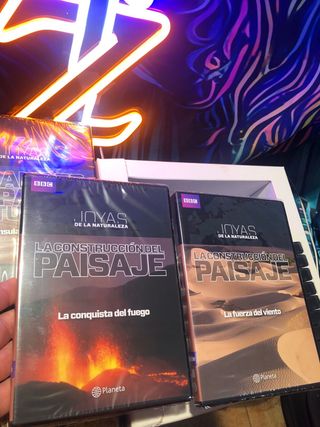 BBC
JOYAS
DE LA NATURALEZA
LA CONSTRUCCIÓN DEL
PAISAJE
La conquista del fuego
Planeta
BBC
JOYAS
DE LA NATURALEZA
LA CONSTRUCCIÓN DEL
PAISAJE
La fuerza del viento
Planeta
DE LA NATURALEZA